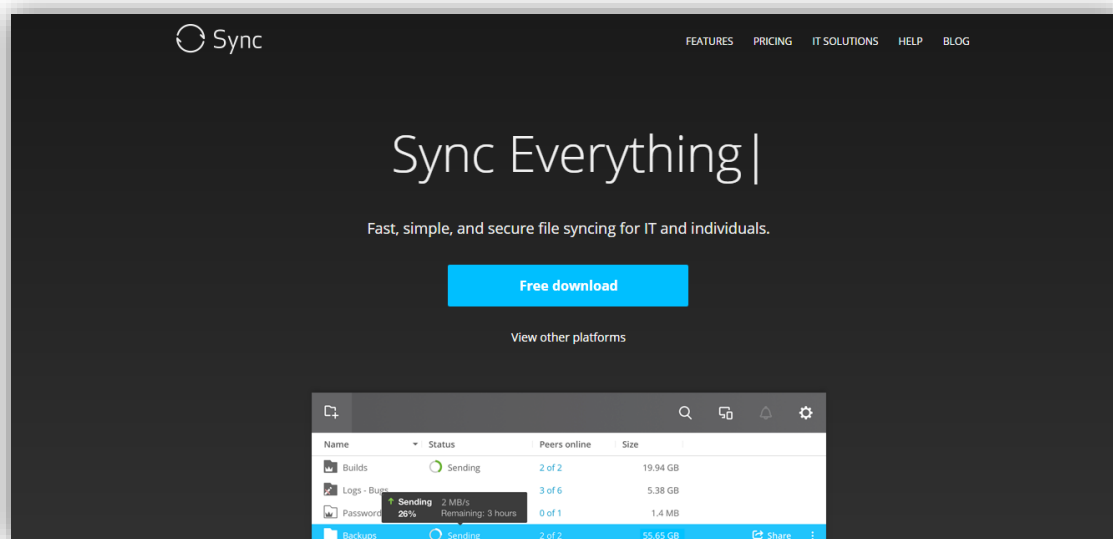 Sync
FEATURES PRICING IT SOLUTIONS HELP BLOG
Sync Everything|
Fast, simple, and secure file syncing for IT and individuals.
Free download
View other platforms
Name Status Peers online Size
Builds Sending 2 of 2 19.94 GB
Logs - Bugs 3 of 6 5.38 GB
Sending 2 MB/s
Password 0 of 1 1.4 MB
26% Remaining: 3 hours
Backups Sending 2 of 2 55.65 GB Share